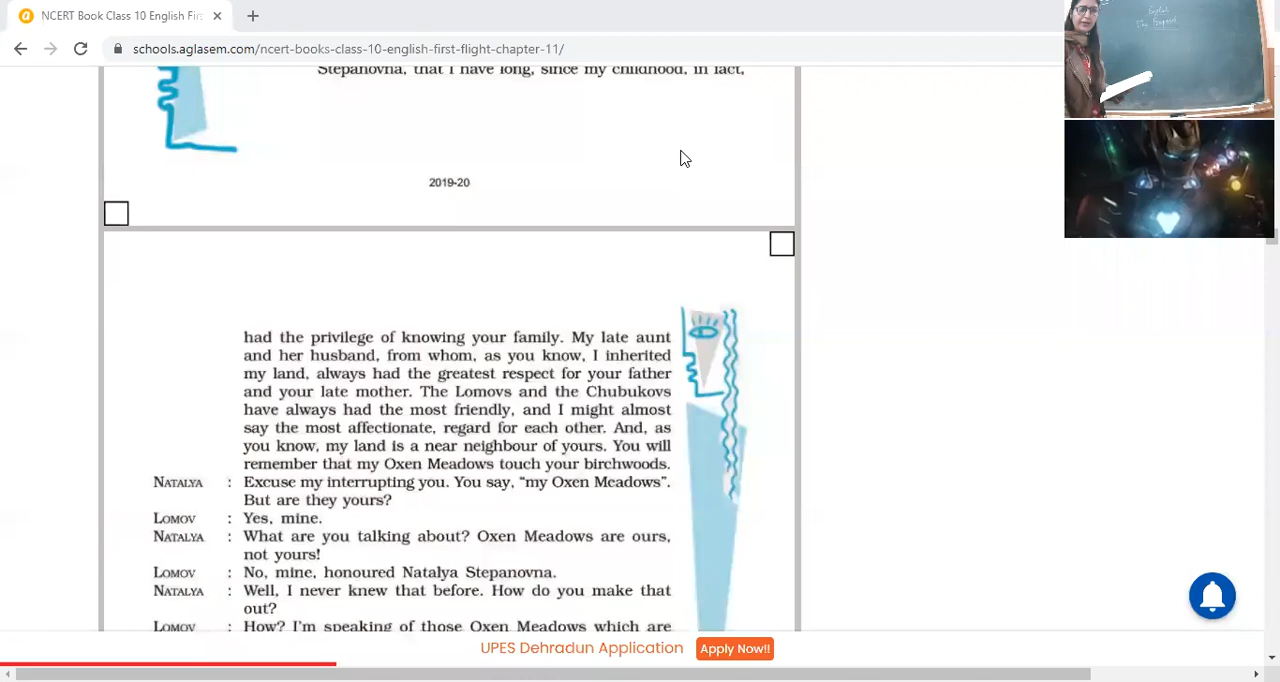 NCERT Book Class 10 English Firs
schools.aglasem.com/ncert-books-class-10-english-first-flight-chapter-11/
English
The Proposal
Stepanovna, that I have long, since my childhood, in fact,
2019-20
had the privilege of knowing your family. My late aunt
and her husband, from whom, as you know, I inherited
my land, always had the greatest respect for your father
and your late mother. The Lomovs and the Chubukovs
have always had the most friendly, and I might almost
say the most affectionate, regard for each other. And, as
you know, my land is a near neighbour of yours. You will
remember that my Oxen Meadows touch your birchwoods.
NATALYA : Excuse my interrupting you. You say, “my Oxen Meadows”.
But are they yours?
LOMOV : Yes, mine.
NATALYA : What are you talking about? Oxen Meadows are ours,
not yours!
LOMOV : No, mine, honoured Natalya Stepanovna.
NATALYA : Well, I never knew that before. How do you make that
out?
LOMOV : How? I'm speaking of those Oxen Meadows which are
UPES Dehradun Application Apply Now!!